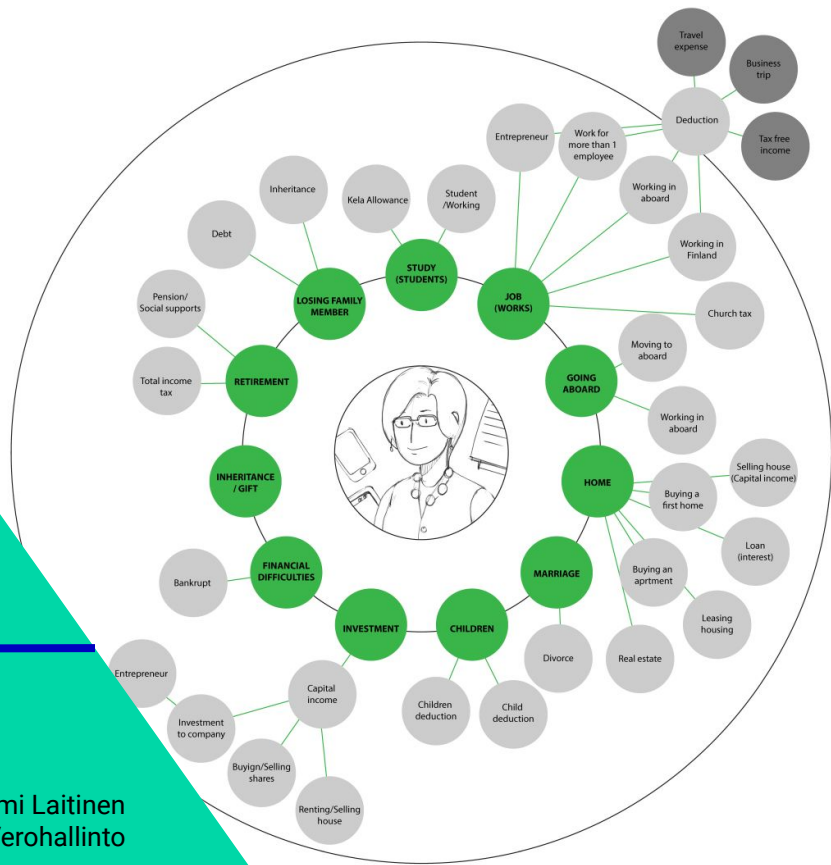 Travel
expense
Business
trip
Deduction
Tax free
income
Entrepreneur
Work for
more than 1
employee
Working in
aboard
Working in
Finland
Church tax
Inheritance
Kela Allowance
Student
/Working
Debt
STUDY
(STUDENTS)
LOSING FAMILY
MEMBER
JOB
(WORKS)
Pension/
Social supports
Total income
tax
RETIREMENT
GOING
ABOARD
Moving to
aboard
Working in
aboard
INHERITANCE
/ GIFT
HOME
Selling house
(Capital income)
Buying a
first home
Loan
(interest)
Buying an
aprtment
Leasing
housing
Real estate
FINANCIAL
DIFFICULTIES
Bankrupt
MARRIAGE
Divorce
INVESTMENT
CHILDREN
Children
deduction
Child
deduction
Capital
income
Entrepreneur
Investment
to company
Buyign/Selling
shares
Renting/Selling
house
Laitinen